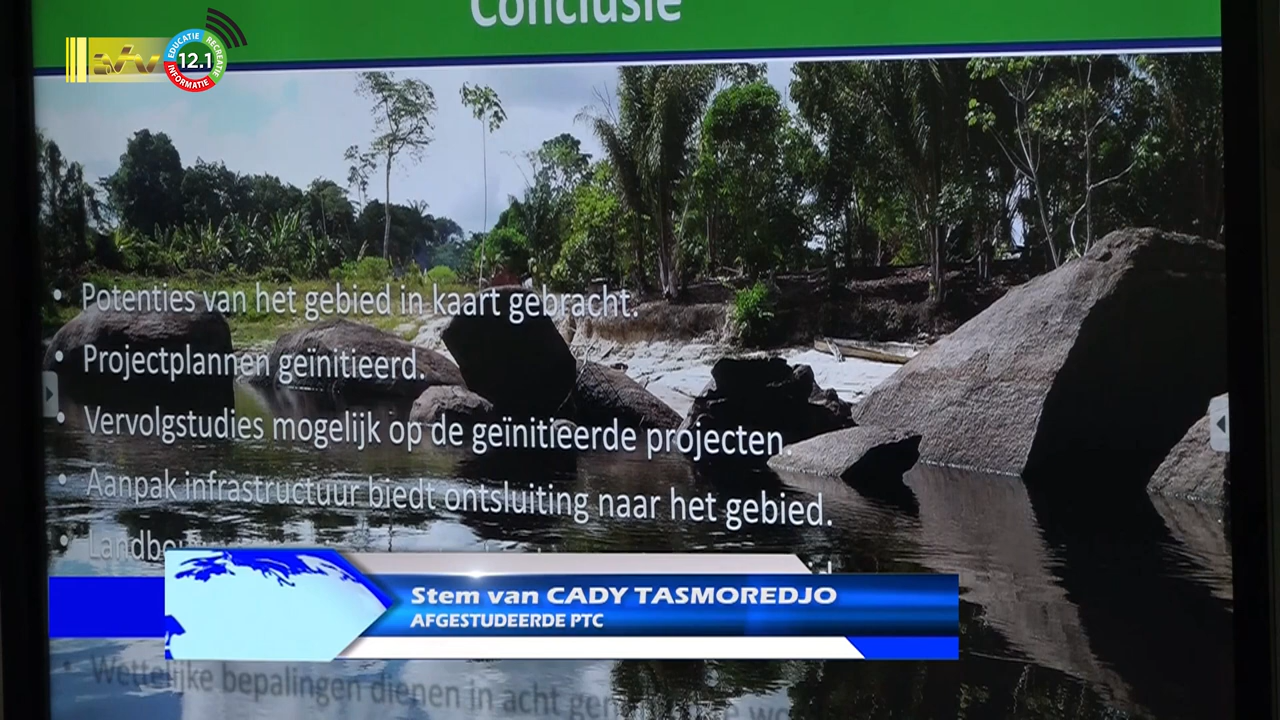 Conclusie
EDUCATIE
RECREATIE
INFORMATIE
12.1
• Potenties van het gebied in kaart gebracht.
• Projectplannen geïnitieerd.
• Vervolgstudies mogelijk op de geïnitieerde projecten.
• Aanpak infrastructuur biedt ontsluiting naar het gebied.
•
Stem van CADY TASMOREDJO
AFGESTUDEERDE PTC
• Wettelijke bepalingen dienen in acht